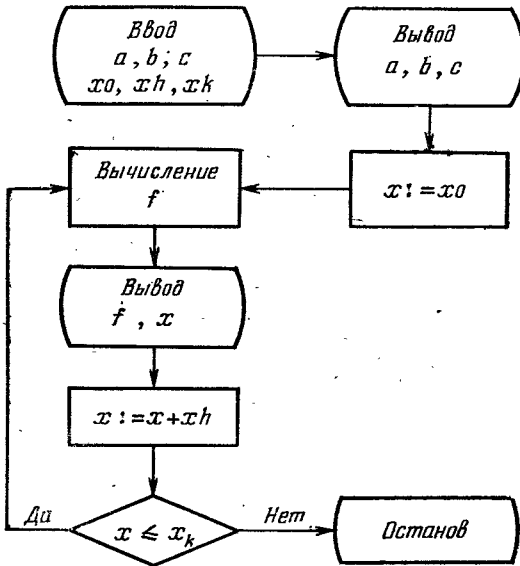 Ввод
a, b; c
xo, xh, xk
Вывод
a, b, c
x := xo
Вычисление
f
Вывод
f, x
x := x+xh
x ≤ xₖ
Да
Нет
Останов